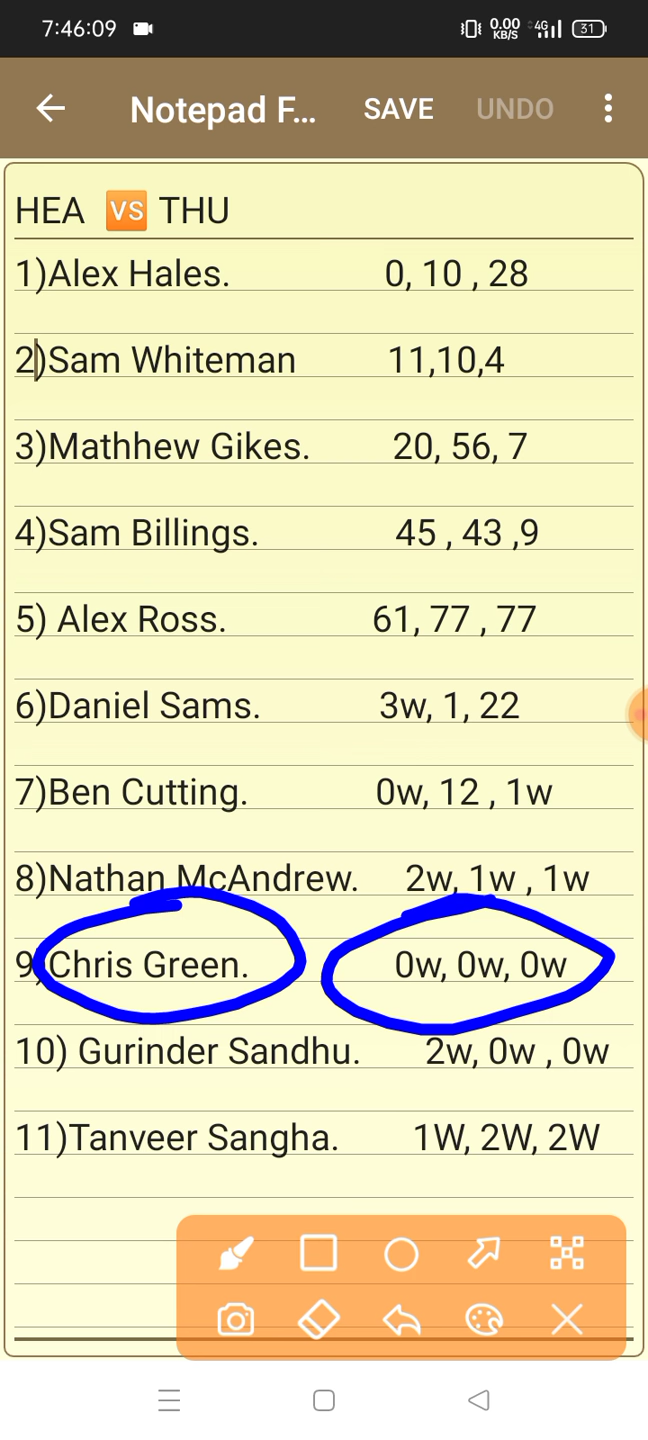 7:46:09 0.00 KB/S 4G 31
Notepad F... SAVE UNDO
HEA 🆚 THU
1)Alex Hales. 0, 10 , 28
2)Sam Whiteman 11,10,4
3)Mathhew Gikes. 20, 56, 7
4)Sam Billings. 45 , 43 ,9
5) Alex Ross. 61, 77 , 77
6)Daniel Sams. 3w, 1, 22
7)Ben Cutting. 0w, 12 , 1w
8)Nathan McAndrew. 2w, 1w , 1w
9)Chris Green. 0w, 0w, 0w
10) Gurinder Sandhu. 2w, 0w , 0w
11)Tanveer Sangha. 1W, 2W, 2W